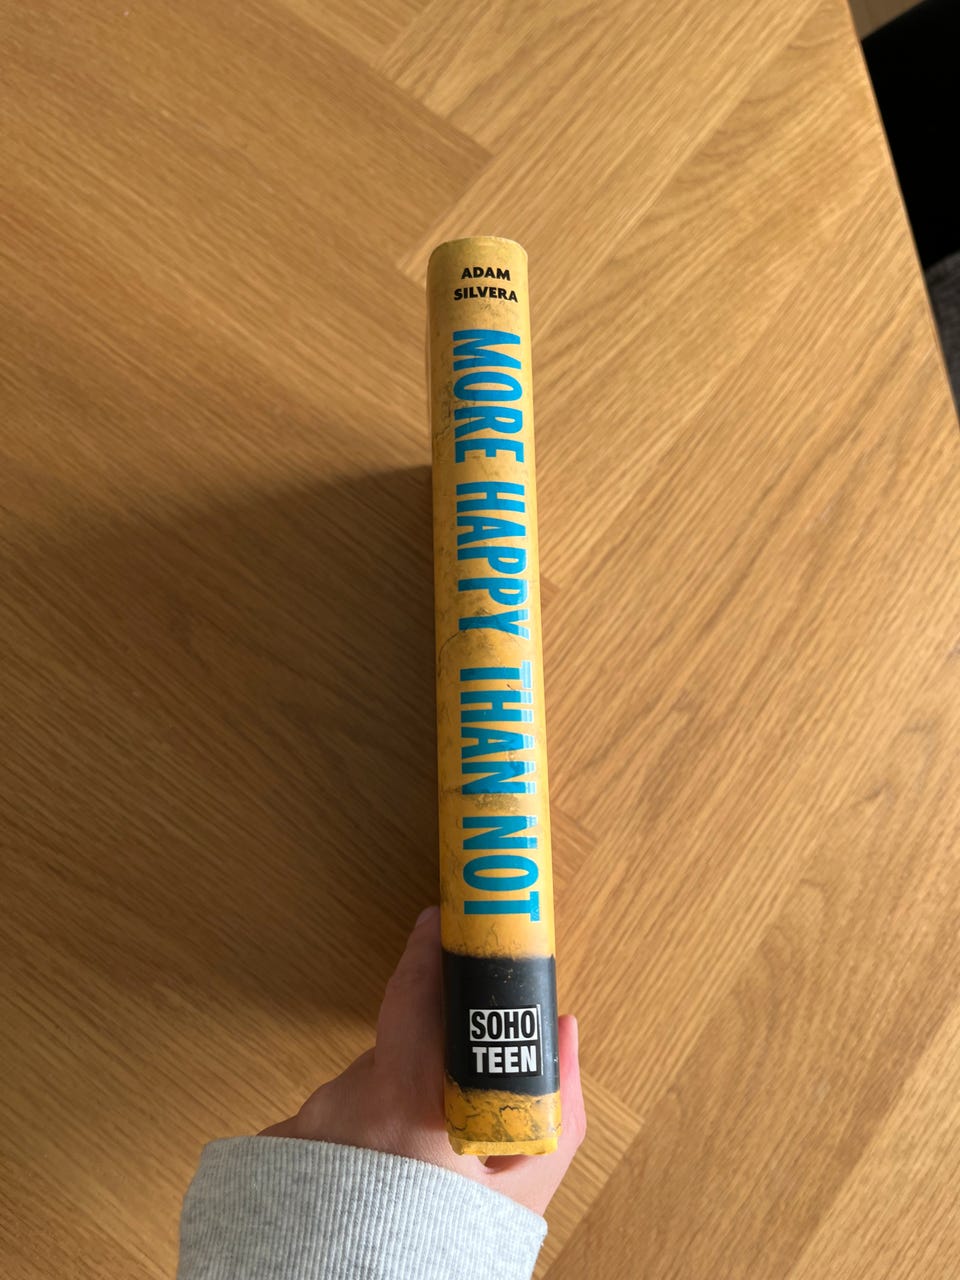 ADAM
SILVERA
MORE HAPPY THAN NOT
SOHO
TEEN